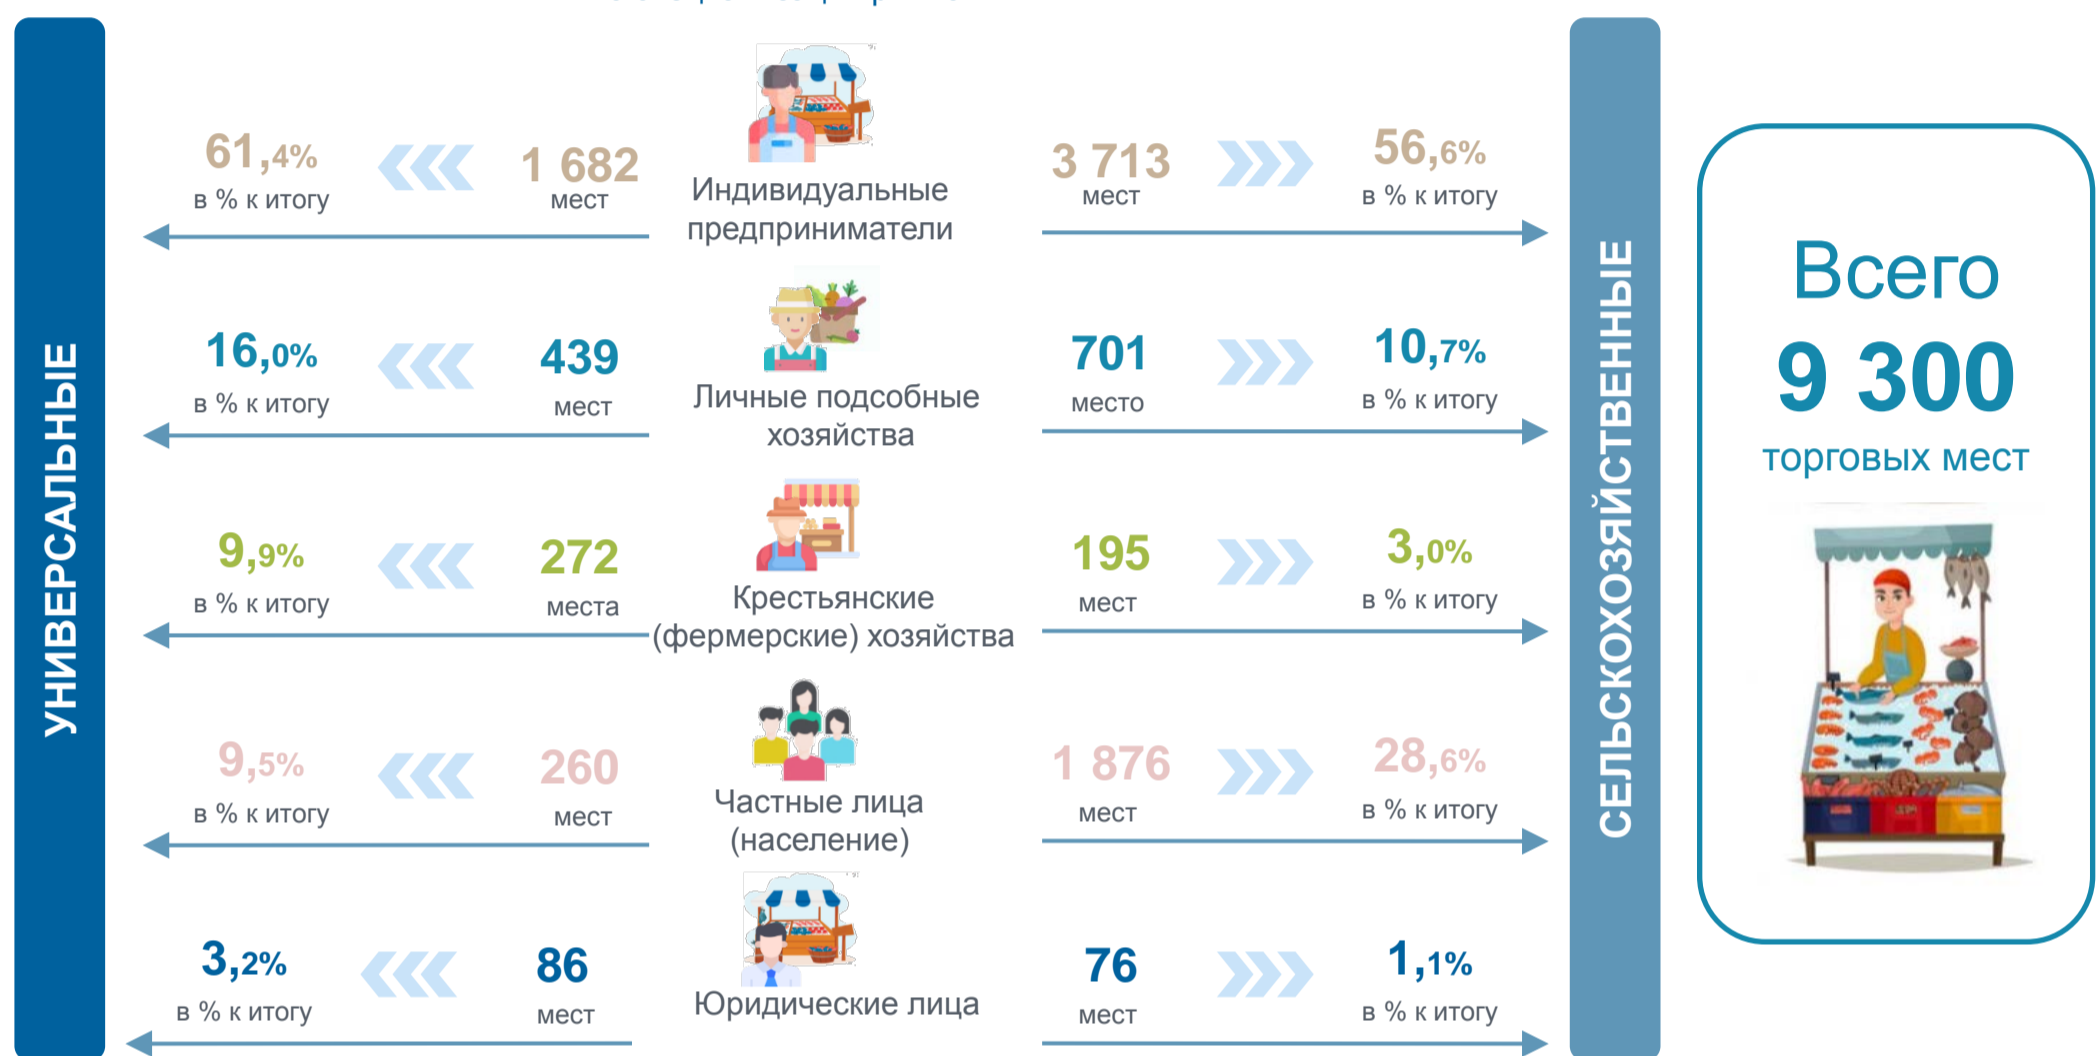 УНИВЕРСАЛЬНЫЕ
61,4%
в % к итогу
1 682
мест
Индивидуальные
предприниматели
3 713
мест
56,6%
в % к итогу
16,0%
в % к итогу
439
мест
Личные подсобные
хозяйства
701
место
10,7%
в % к итогу
9,9%
в % к итогу
272
места
Крестьянские
(фермерские) хозяйства
195
мест
3,0%
в % к итогу
9,5%
в % к итогу
260
мест
Частные лица
(население)
1 876
мест
28,6%
в % к итогу
3,2%
в % к итогу
86
мест
Юридические лица
76
мест
1,1%
в % к итогу
СЕЛЬСКОХОЗЯЙСТВЕННЫЕ
Всего
9 300
торговых мест